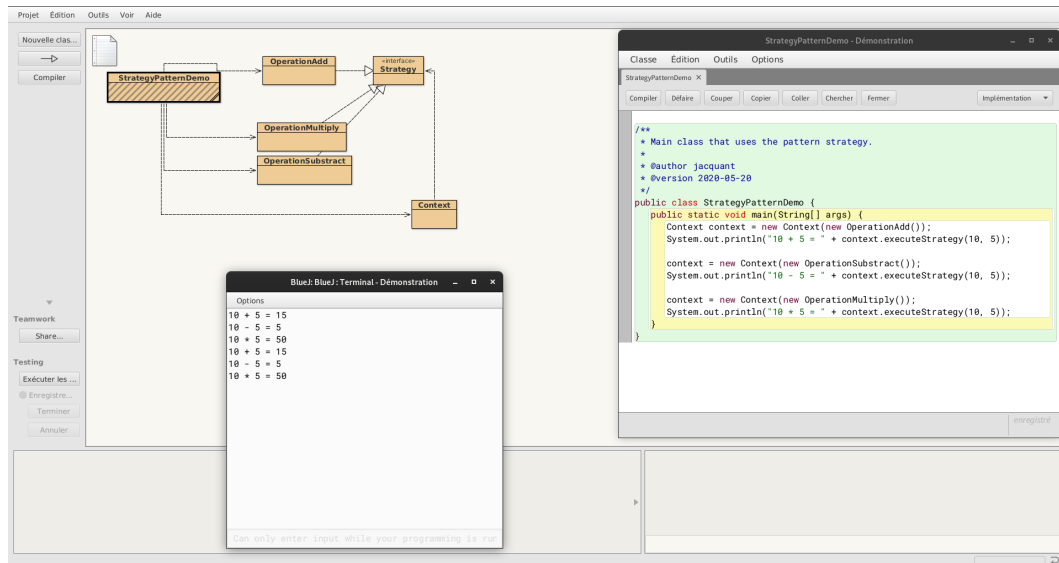 Projet Édition Outils Voir Aide
Nouvelle clas...
Compiler
StrategyPatternDemo
OperationAdd
«interface»
Strategy
OperationMultiply
OperationSubstract
Context
Teamwork
Share...
Testing
Exécuter les ...
Enregistre...
Terminer
Annuler
BlueJ: BlueJ : Terminal - Démonstration
Options
10 + 5 = 15
10 - 5 = 5
10 * 5 = 50
10 + 5 = 15
10 - 5 = 5
10 * 5 = 50
Can only enter input while your programming is run
StrategyPatternDemo - Démonstration
Classe Édition Outils Options
StrategyPatternDemo ×
Compiler Défaire Couper Copier Coller Chercher Fermer Implémentation
/**
* Main class that uses the pattern strategy.
*
* @author jacquant
* @version 2020-05-20
*/
public class StrategyPatternDemo {
public static void main(String[] args) {
Context context = new Context(new OperationAdd());
System.out.println("10 + 5 = " + context.executeStrategy(10, 5));
context = new Context(new OperationSubstract());
System.out.println("10 - 5 = " + context.executeStrategy(10, 5));
context = new Context(new OperationMultiply());
System.out.println("10 * 5 = " + context.executeStrategy(10, 5));
}
}
enregistré